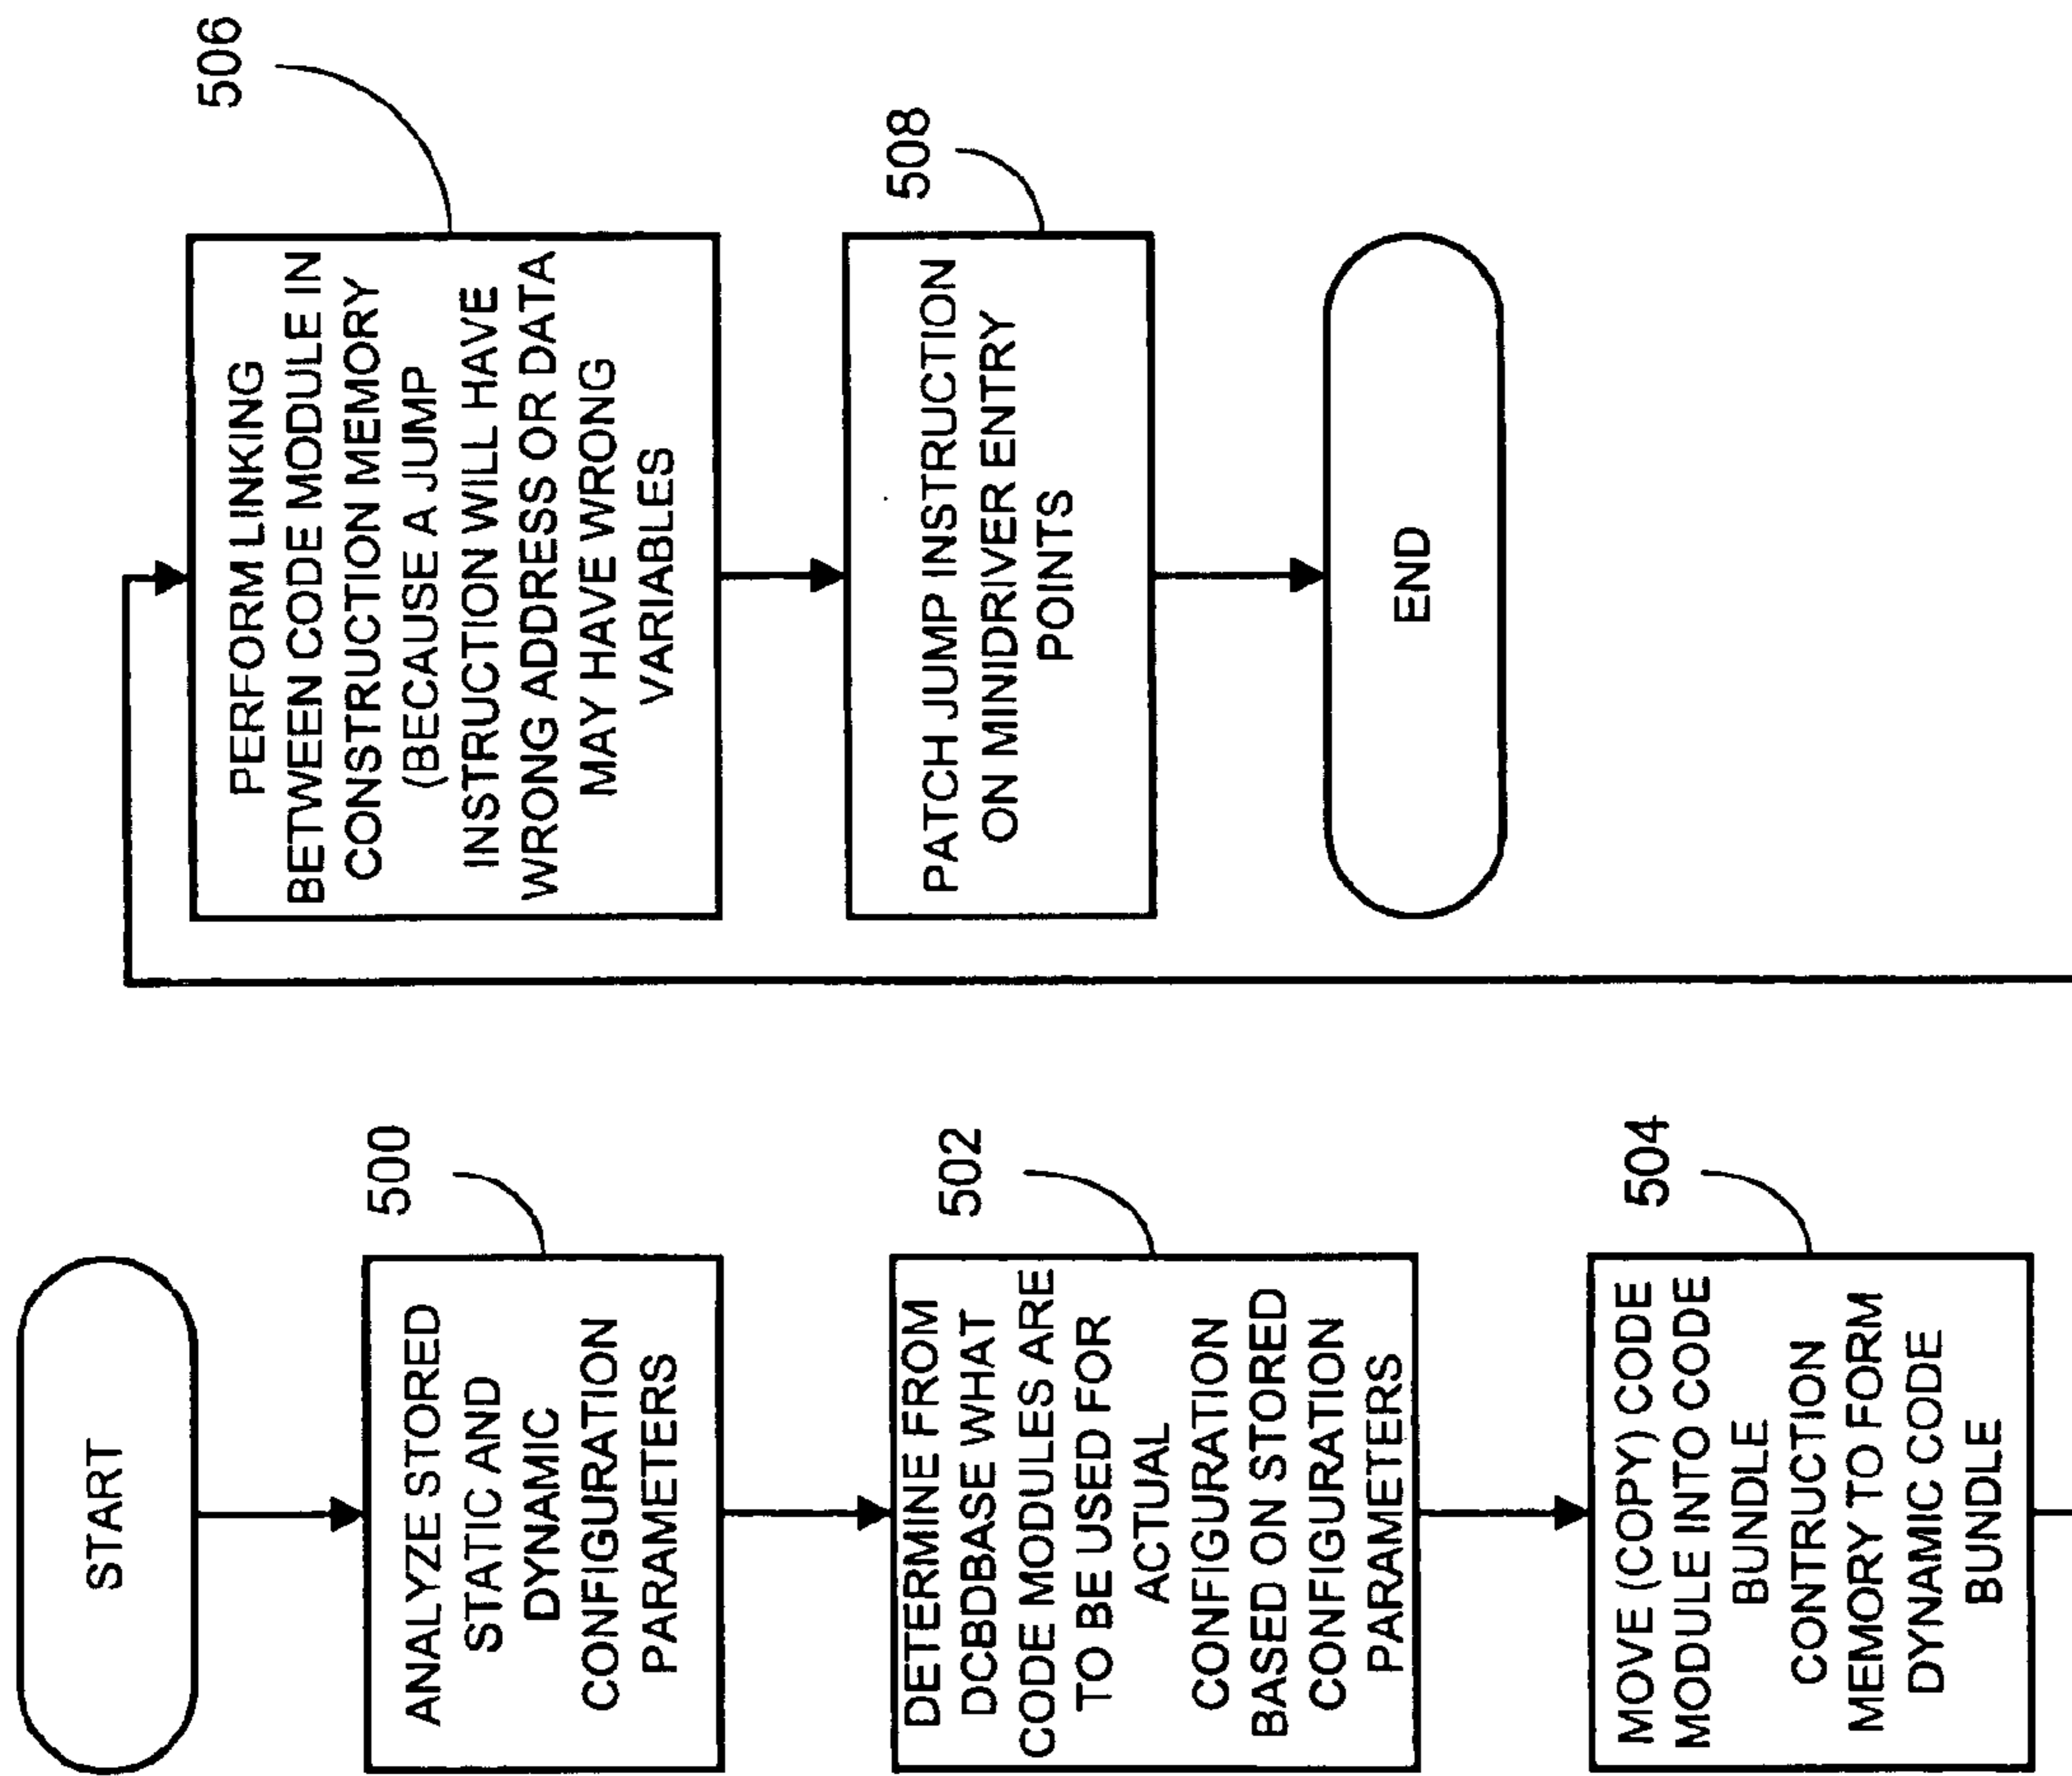 START
500
ANALYZE STORED
STATIC AND
DYNAMIC
CONFIGURATION
PARAMETERS
502
DETERMINE FROM
DCBDBASE WHAT
CODE MODULES ARE
TO BE USED FOR
ACTUAL
CONFIGURATION
BASED ON STORED
CONFIGURATION
PARAMETERS
504
MOVE (COPY) CODE
MODULE INTO CODE
BUNDLE
CONTRUCTION
MEMORY TO FORM
DYNAMIC CODE
BUNDLE
506
PERFORM LINKING
BETWEEN CODE MODULE IN
CONSTRUCTION MEMORY
(BECAUSE A JUMP
INSTRUCTION WILL HAVE
WRONG ADDRESS OR DATA
MAY HAVE WRONG
VARIABLES
508
PATCH JUMP INSTRUCTION
ON MINIDRIVER ENTRY
POINTS
END